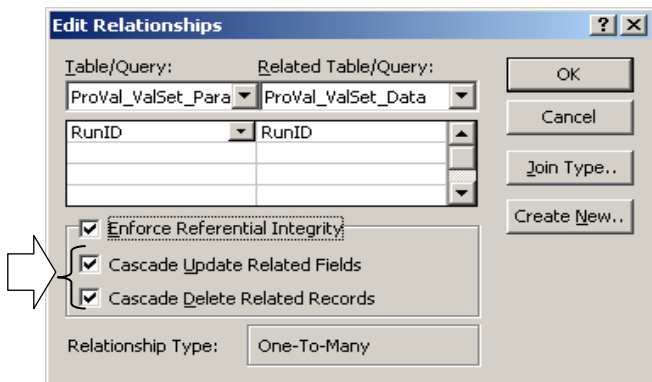 Edit Relationships
Table/Query: Related Table/Query:
ProVal_ValSet_Para ProVal_ValSet_Data
RunID RunID
Enforce Referential Integrity
Cascade Update Related Fields
Cascade Delete Related Records
Relationship Type: One-To-Many
OK
Cancel
Join Type..
Create New..